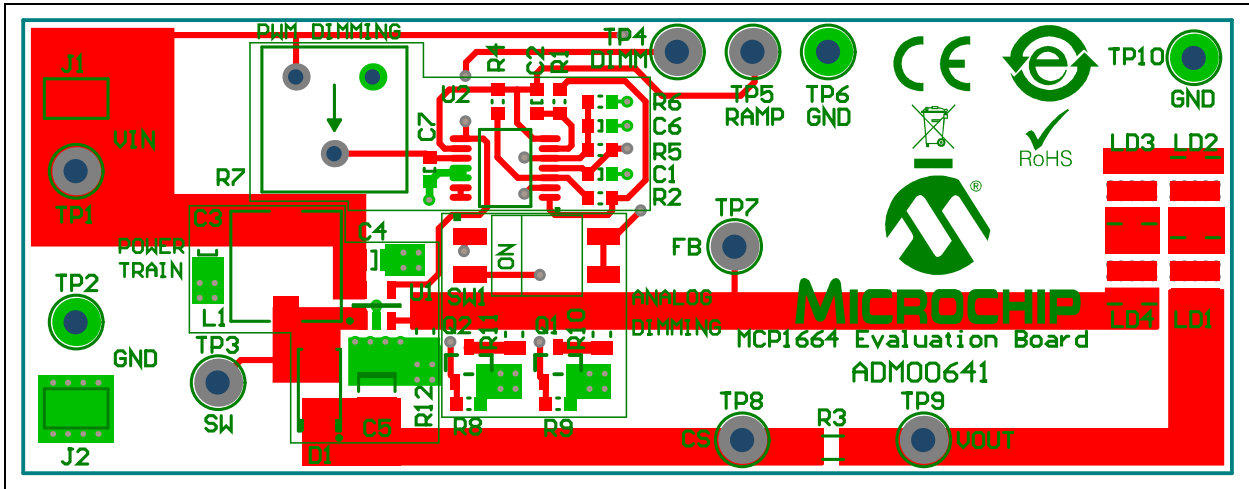 PWM DIMMING
TP4
DIMM
TP10
GND
J1
R4
C2
R1
U2
TP5
RAMP
TP6
GND
R6
C6
R5
C1
R2
VIN
C7
R7
TP1
RoHS
®
LD3
LD2
C3
C4
POWER
TRAIN
ON
TP7
FB
TP2
L1
U1
SW1
ANALOG
DIMMING
MICROCHIP
LD4
LD1
GND
TP3
SW
Q2
R11
Q1
R10
MCP1664 Evaluation Board
ADM00641
R12
J2
D1
C5
R8
R9
TP8
CS
R3
TP9
VOUT